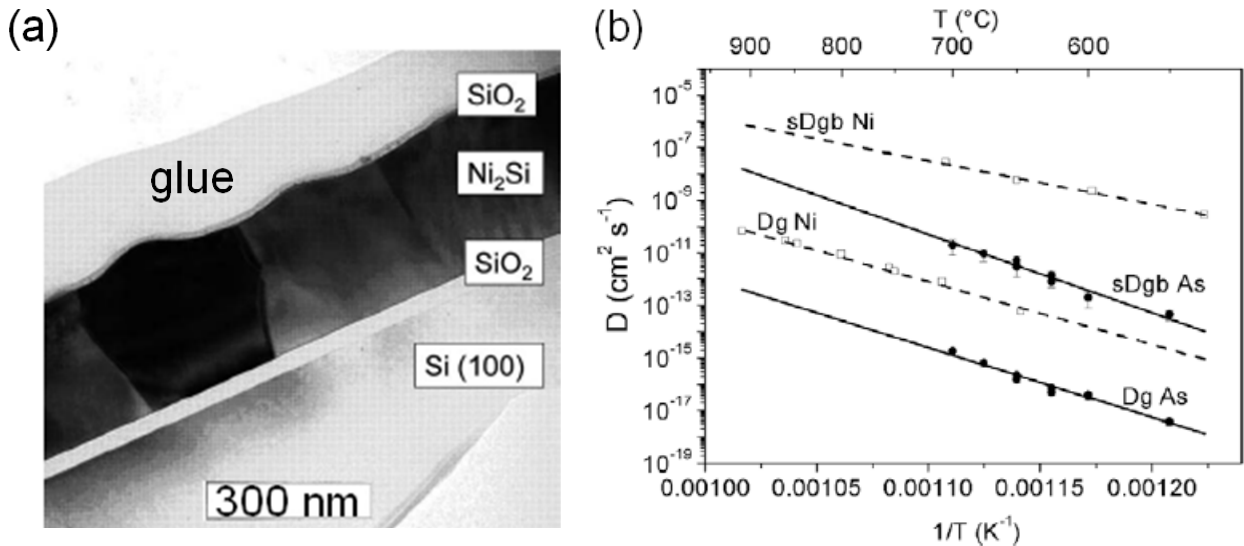 (a)
SiO₂
glue
Ni₂Si
SiO₂
Si (100)
300 nm
(b)
T (°C)
900 800 700 600
10⁻⁵
sDgb Ni
10⁻⁷
10⁻⁹
Dg Ni
10⁻¹¹
sDgb As
10⁻¹³
10⁻¹⁵
Dg As
10⁻¹⁷
10⁻¹⁹
D (cm² s⁻¹)
0.00100 0.00105 0.00110 0.00115 0.00120
1/T (K⁻¹)